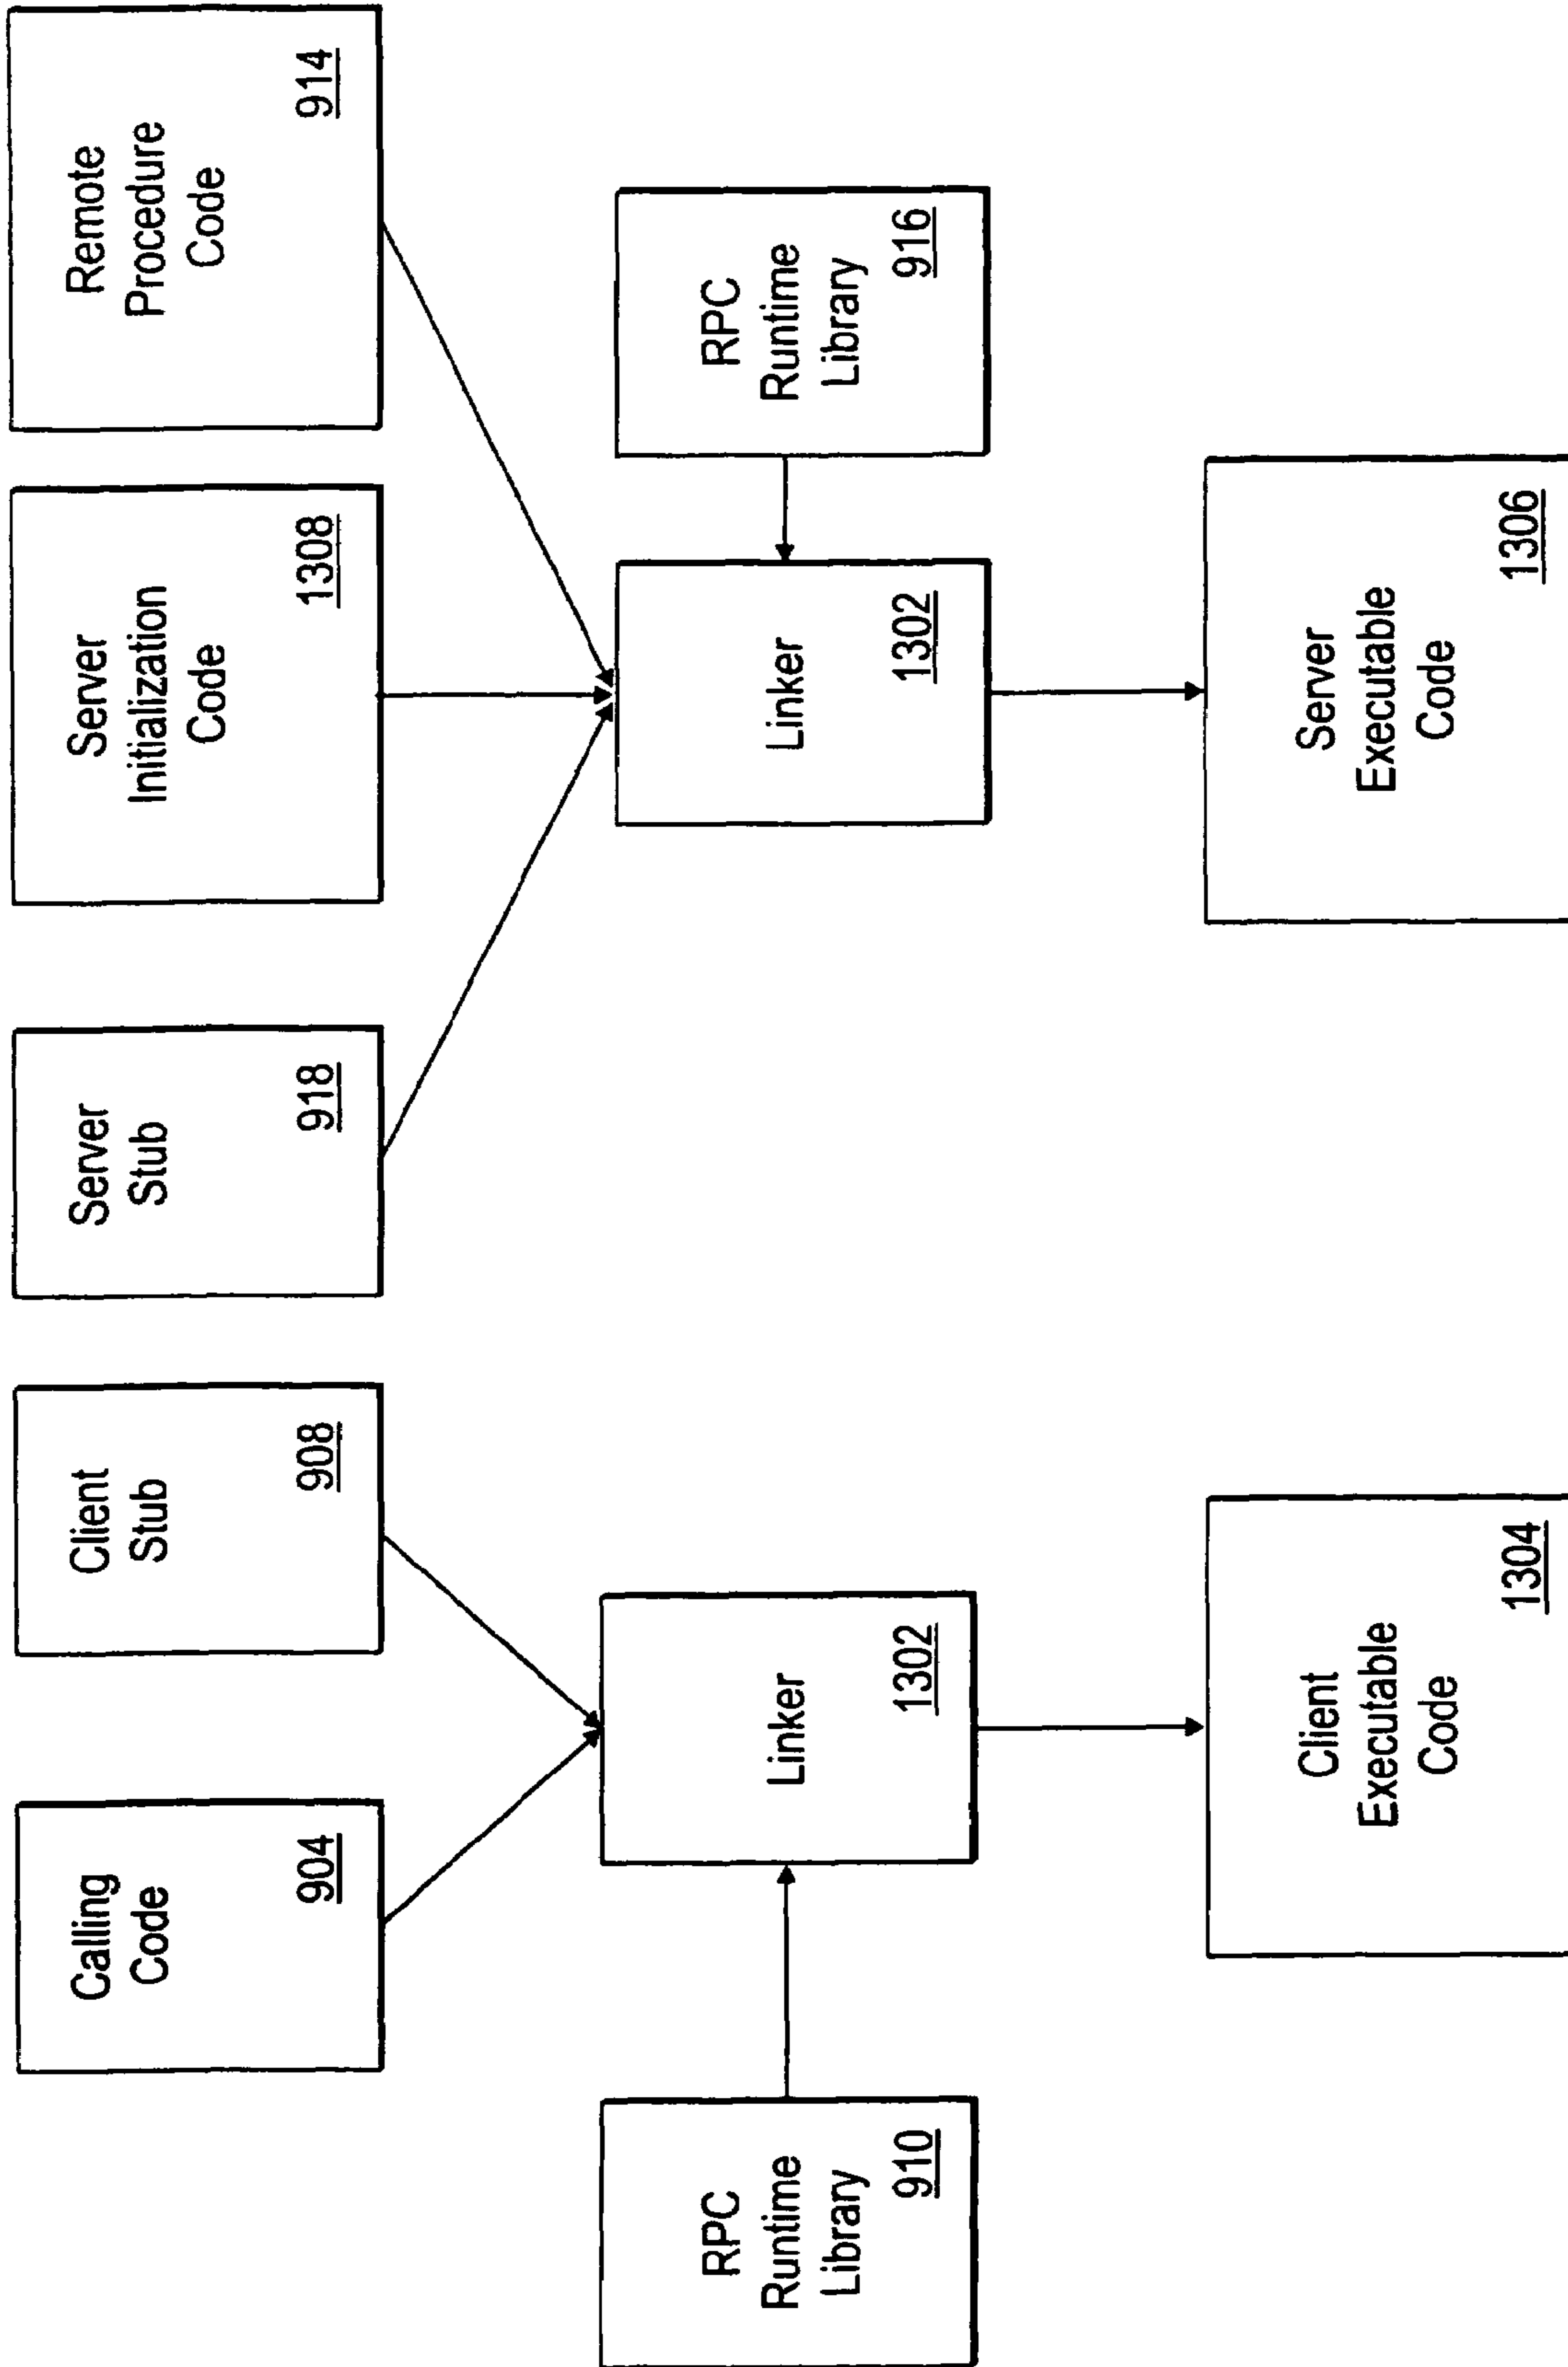 Calling
Code
904
Client
Stub
908
Server
Stub
918
Server
Initialization
Code
1308
Remote
Procedure
Code
914
RPC
Runtime
Library
910
Linker
1302
Linker
1302
RPC
Runtime
Library
916
Client
Executable
Code
1304
Server
Executable
Code
1306